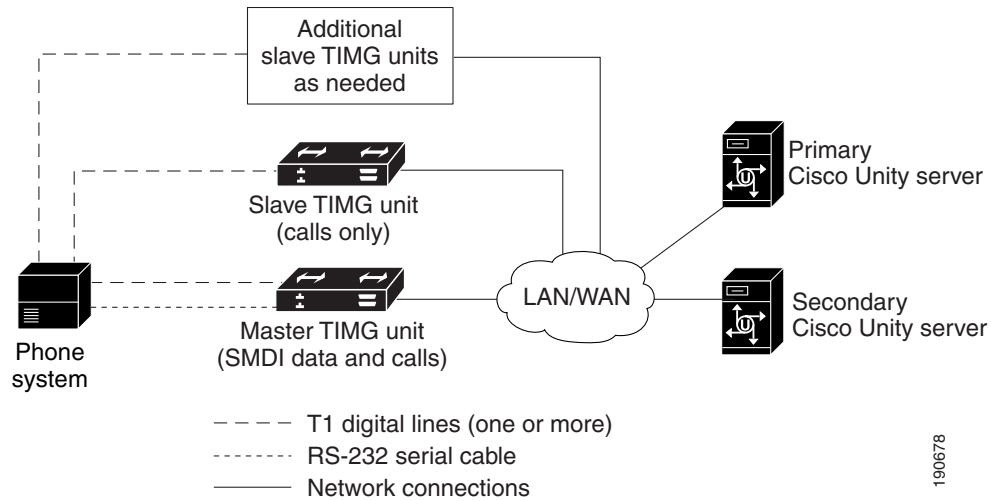 Additional
slave TIMG units
as needed
Slave TIMG unit
(calls only)
Primary
Cisco Unity server
LAN/WAN
Master TIMG unit
(SMDI data and calls)
Secondary
Cisco Unity server
Phone
system
T1 digital lines (one or more)
RS-232 serial cable
Network connections
190678